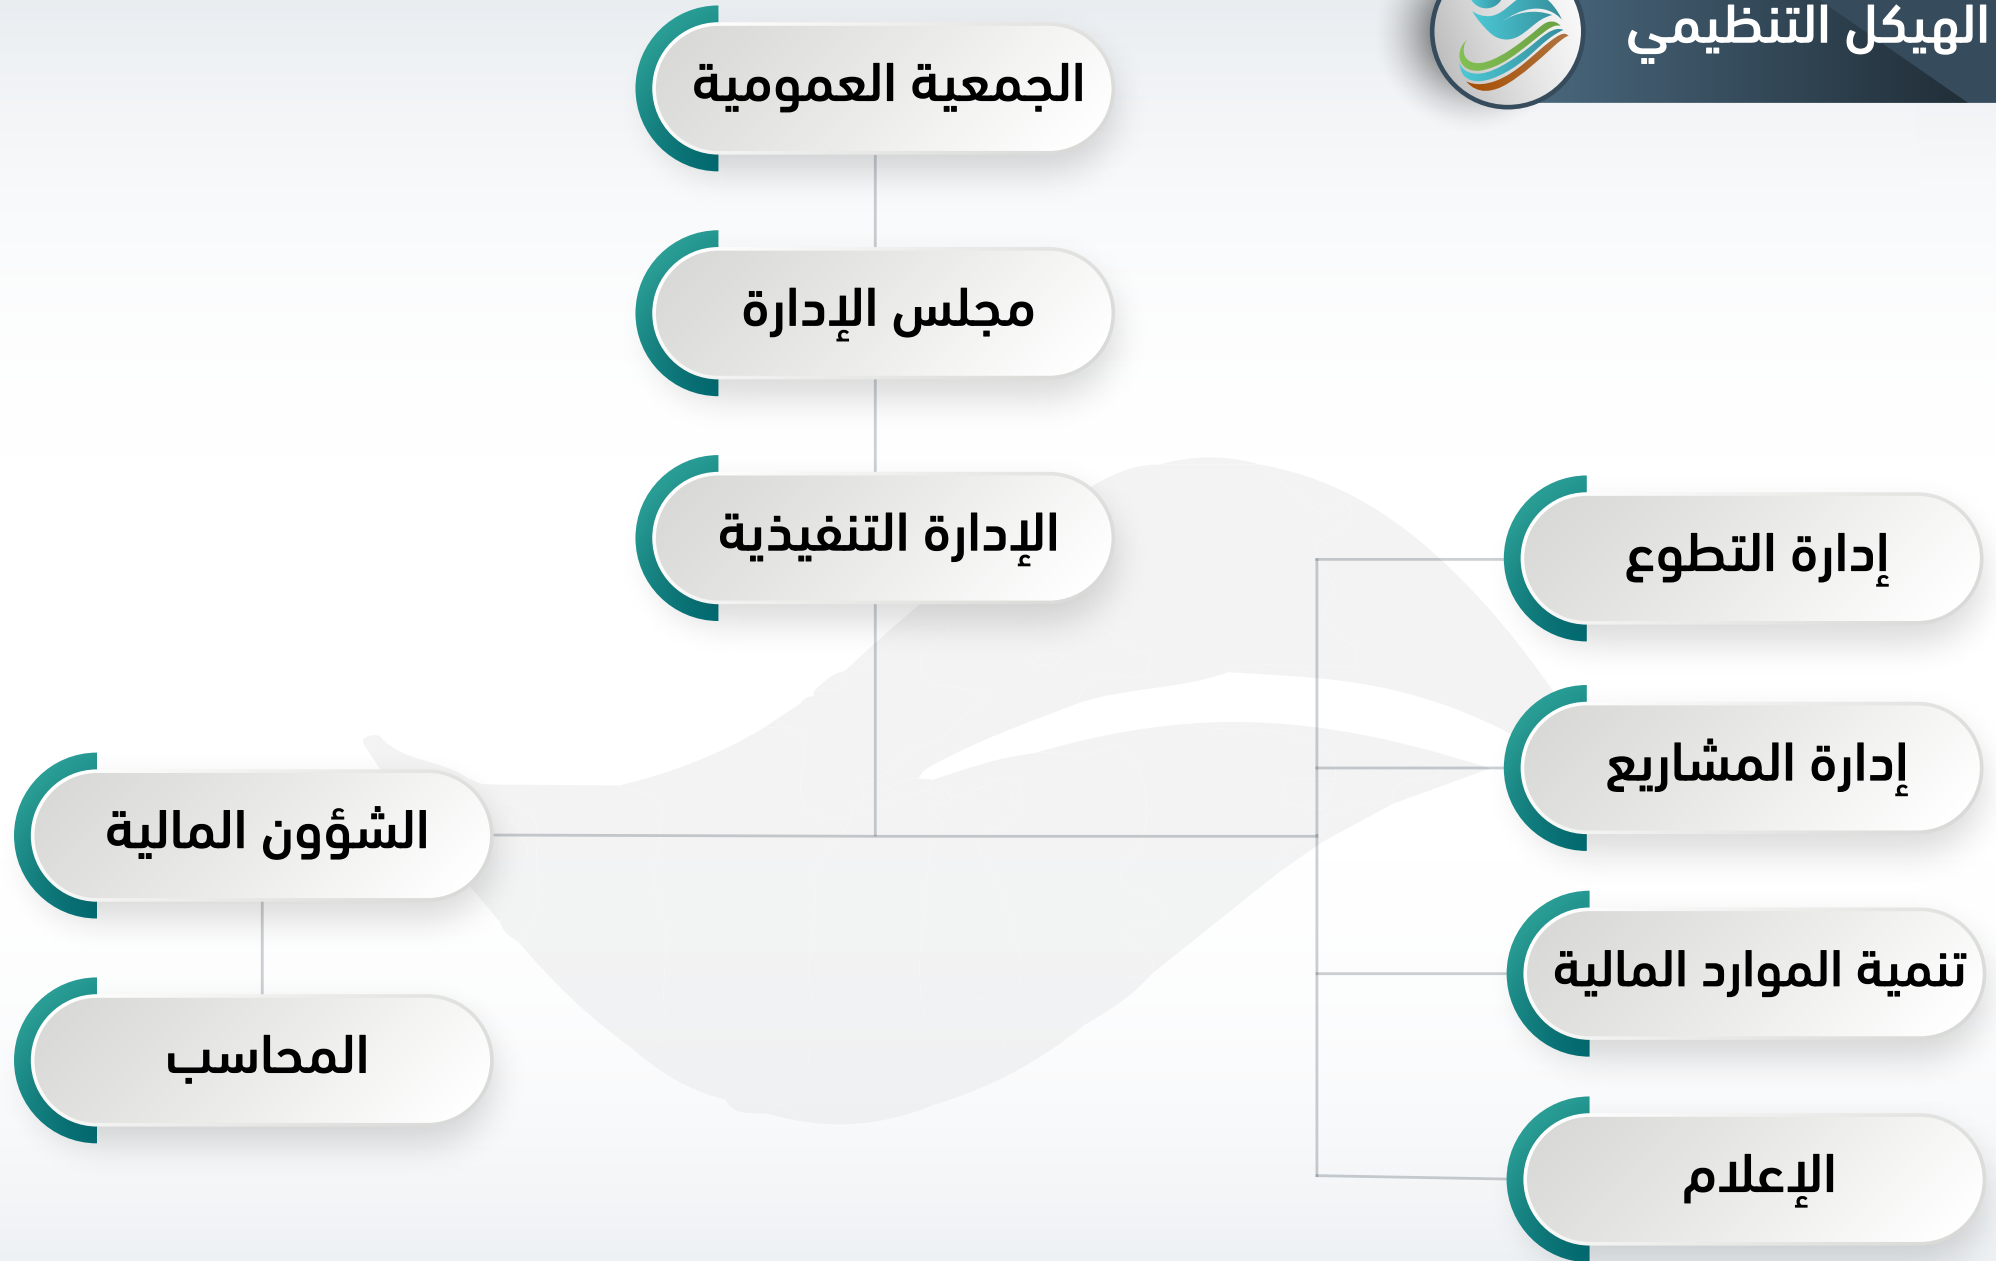 الهيكل التنظيمي
الجمعية العمومية
مجلس الإدارة
الإدارة التنفيذية
إدارة التطوع
إدارة المشاريع
تنمية الموارد المالية
الإعلام
الشؤون المالية
المحاسب